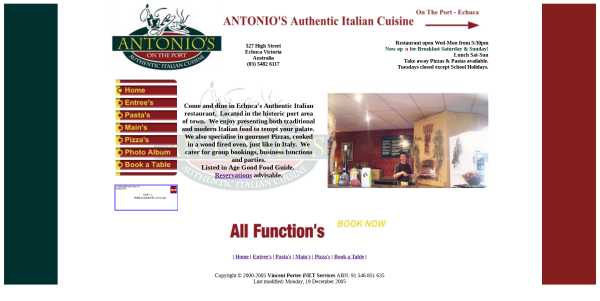 ANTONIO'S
ON THE PORT
AUTHENTIC ITALIAN CUISINE
ANTONIO'S Authentic Italian Cuisine
On The Port - Echuca
527 High Street
Echuca Victoria
Australia
(03) 5482 6117
Restaurant open Wed-Mon from 5:30pm
Now op n for Breakfast Saturday & Sunday!
Lunch Sat-Sun
Take away Pizzas & Pastas available.
Tuesdays closed except School Holidays.
Home
Entree's
Pasta's
Main's
Pizza's
Photo Album
Book a Table
Come and dine in Echuca's Authentic Italian
restaurant. Located in the historic port area
of town. We enjoy presenting both traditional
and modern Italian food to tempt your palate.
We also specialise in gourmet Pizzas, cooked
in a wood fired oven, just like in Italy. We
cater for group bookings, business functions
and parties.
Listed in Age Good Food Guide.
Reservations advisable.
AUTHENTIC ITALIAN CUISINE
All Function's
BOOK NOW
| Home | Entree's | Pasta's | Main's | Pizza's | Book a Table |
Copyright © 2000-2005 Vincent Porter iNET Services ABN: 91 546 851 635
Last modified: Monday, 19 December 2005